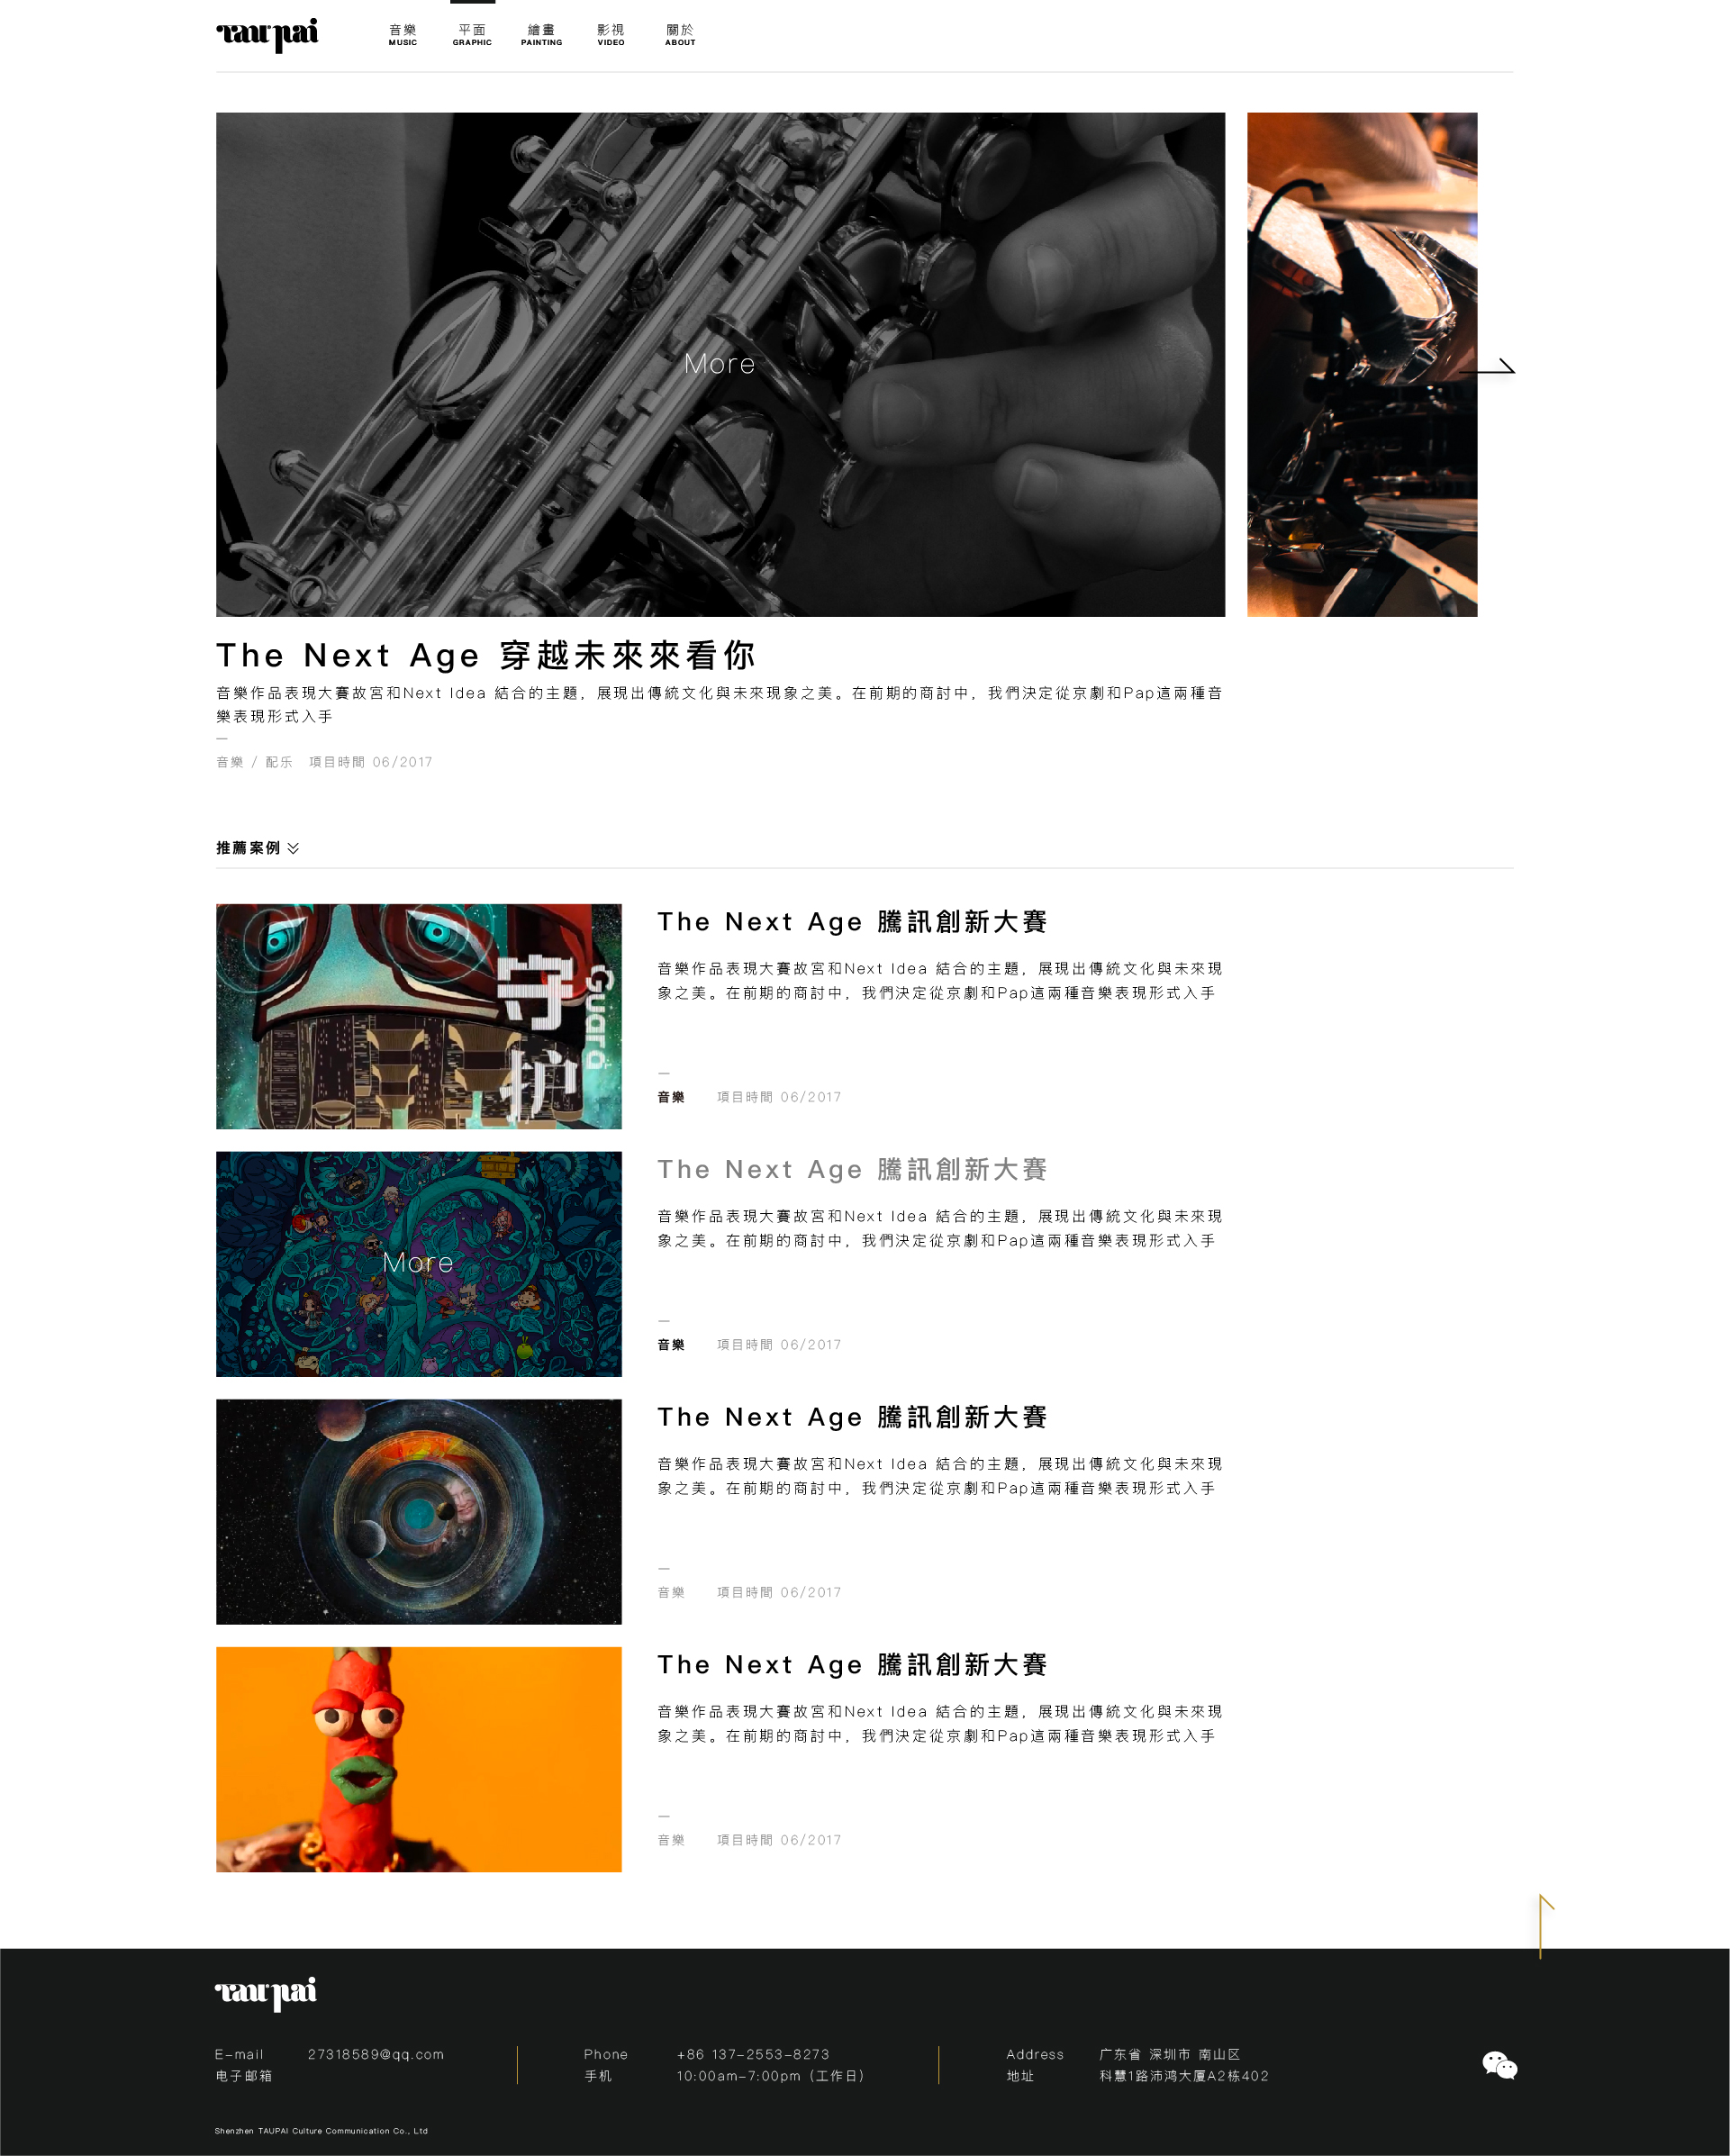 Taupai
音樂 平面 繪畫 影視 關於
MUSIC GRAPHIC PAINTING VIDEO ABOUT
More
The Next Age 穿越未來來看你
音樂作品表現大賽故宮和Next Idea 結合的主題，展現出傳統文化與未來現象之美。在前期的商討中，我們決定從京劇和Pap這兩種音
樂表現形式入手
—
音樂 / 配乐 項目時間 06/2017
推薦案例
守护
Guard
The Next Age 騰訊創新大賽
音樂作品表現大賽故宮和Next Idea 結合的主題，展現出傳統文化與未來現
象之美。在前期的商討中，我們決定從京劇和Pap這兩種音樂表現形式入手
—
音樂 項目時間 06/2017
More
The Next Age 騰訊創新大賽
音樂作品表現大賽故宮和Next Idea 結合的主題，展現出傳統文化與未來現
象之美。在前期的商討中，我們決定從京劇和Pap這兩種音樂表現形式入手
—
音樂 項目時間 06/2017
The Next Age 騰訊創新大賽
音樂作品表現大賽故宮和Next Idea 結合的主題，展現出傳統文化與未來現
象之美。在前期的商討中，我們決定從京劇和Pap這兩種音樂表現形式入手
—
音樂 項目時間 06/2017
The Next Age 騰訊創新大賽
音樂作品表現大賽故宮和Next Idea 結合的主題，展現出傳統文化與未來現
象之美。在前期的商討中，我們決定從京劇和Pap這兩種音樂表現形式入手
—
音樂 項目時間 06/2017
Taupai
E-mail 27318589@qq.com Phone +86 137-2553-8273 Address 广东省 深圳市 南山区
电子邮箱 手机 10:00am-7:00pm（工作日） 地址 科慧1路沛鸿大厦A2栋402
Shenzhen TAUPAI Culture Communication Co., Ltd